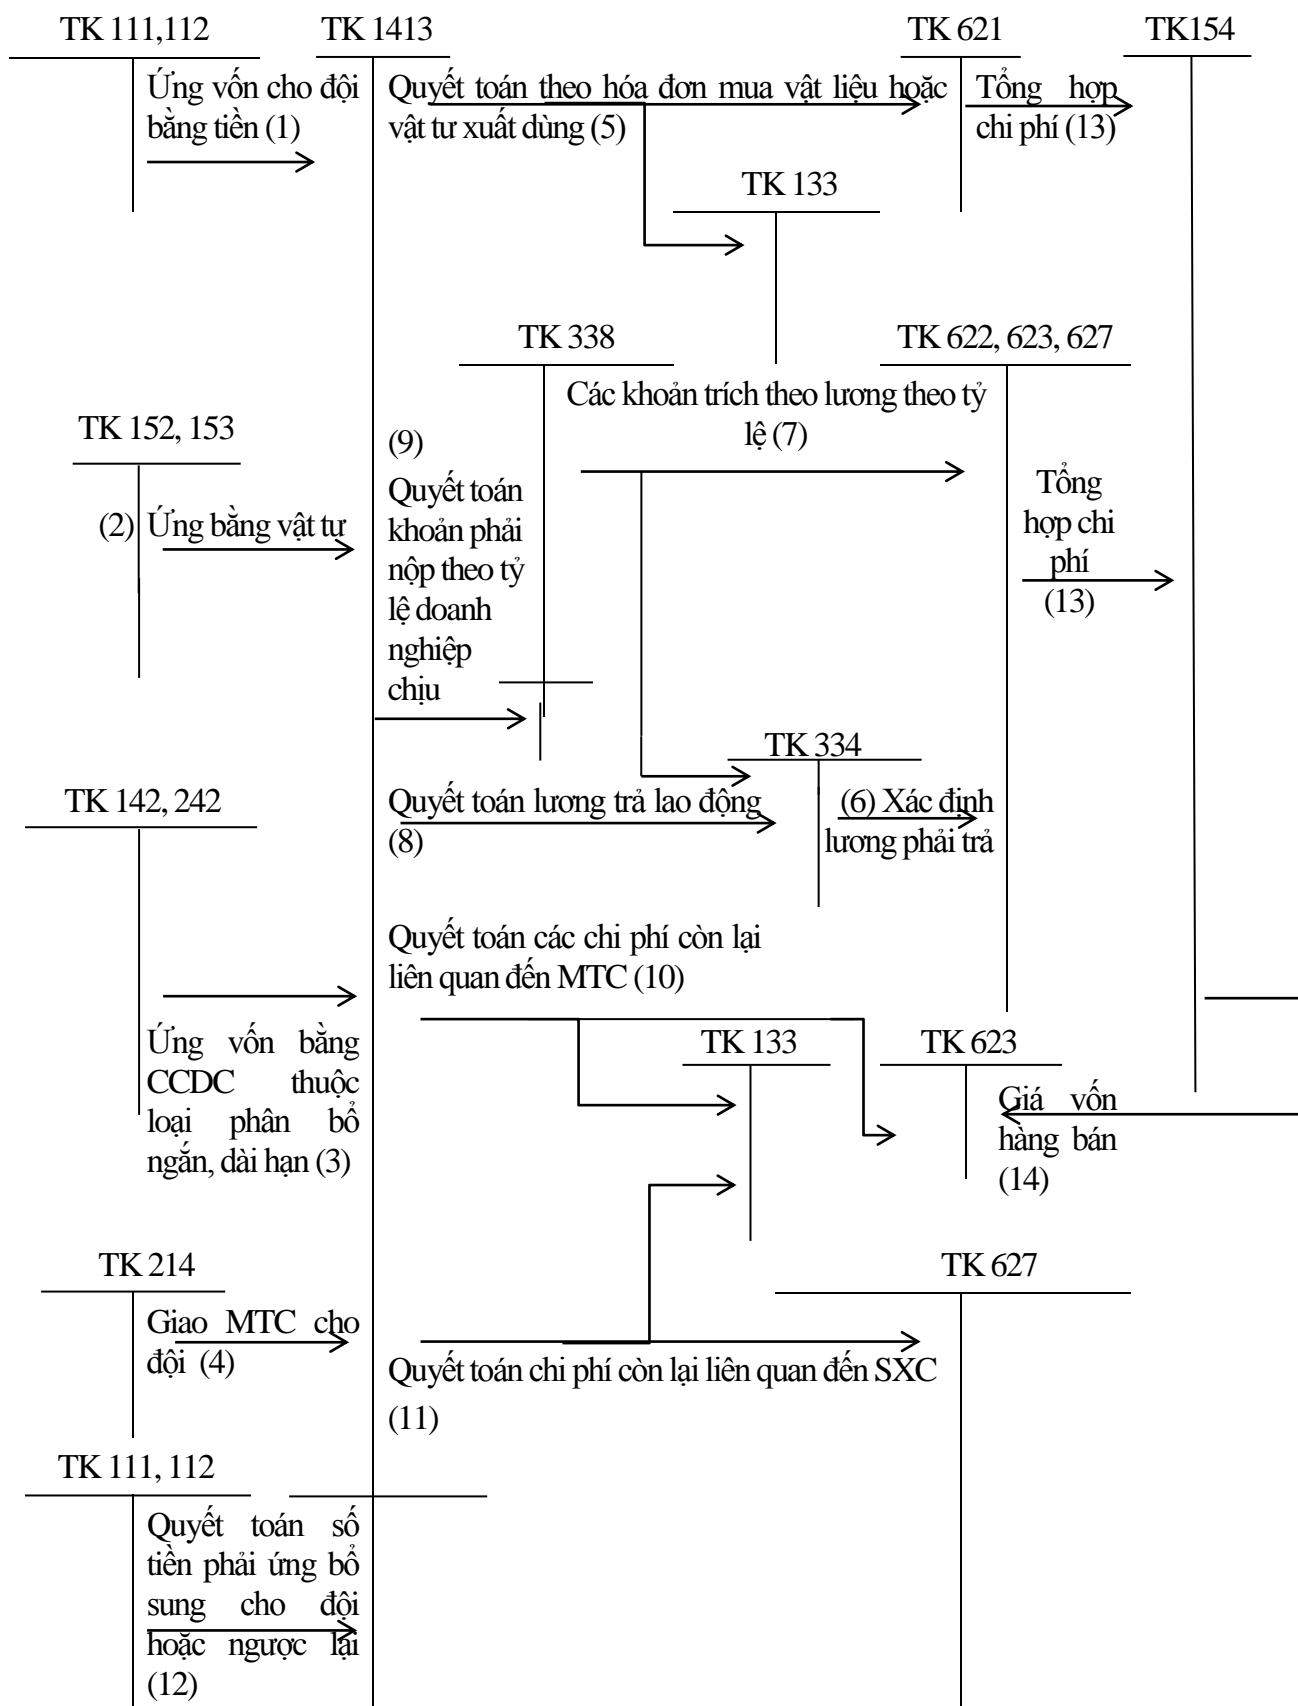 TK 111,112
TK 1413
TK 621
TK154
Ứng vốn cho đội
bằng tiền (1)
Quyết toán theo hóa đơn mua vật liệu hoặc
vật tư xuất dùng (5)
Tổng hợp
chi phí (13)
TK 133
TK 338
TK 622, 623, 627
Các khoản trích theo lương theo tỷ
lệ (7)
TK 152, 153
(2)
Ứng bằng vật tư
(9)
Quyết toán
khoản phải
nộp theo tỷ
lệ doanh
nghiệp
chịu
Tổng
hợp chi
phí
(13)
TK 334
TK 142, 242
Quyết toán lương trả lao động
(8)
(6) Xác định
lương phải trả
Quyết toán các chi phí còn lại
liên quan đến MTC (10)
Ứng vốn bằng
CCDC thuộc
loại phân bổ
ngắn, dài hạn (3)
TK 133
TK 623
Giá vốn
hàng bán
(14)
TK 214
TK 627
Giao MTC cho
đội (4)
Quyết toán chi phí còn lại liên quan đến SXC
(11)
TK 111, 112
Quyết toán số
tiền phải ứng bổ
sung cho đội
hoặc ngược lại
(12)